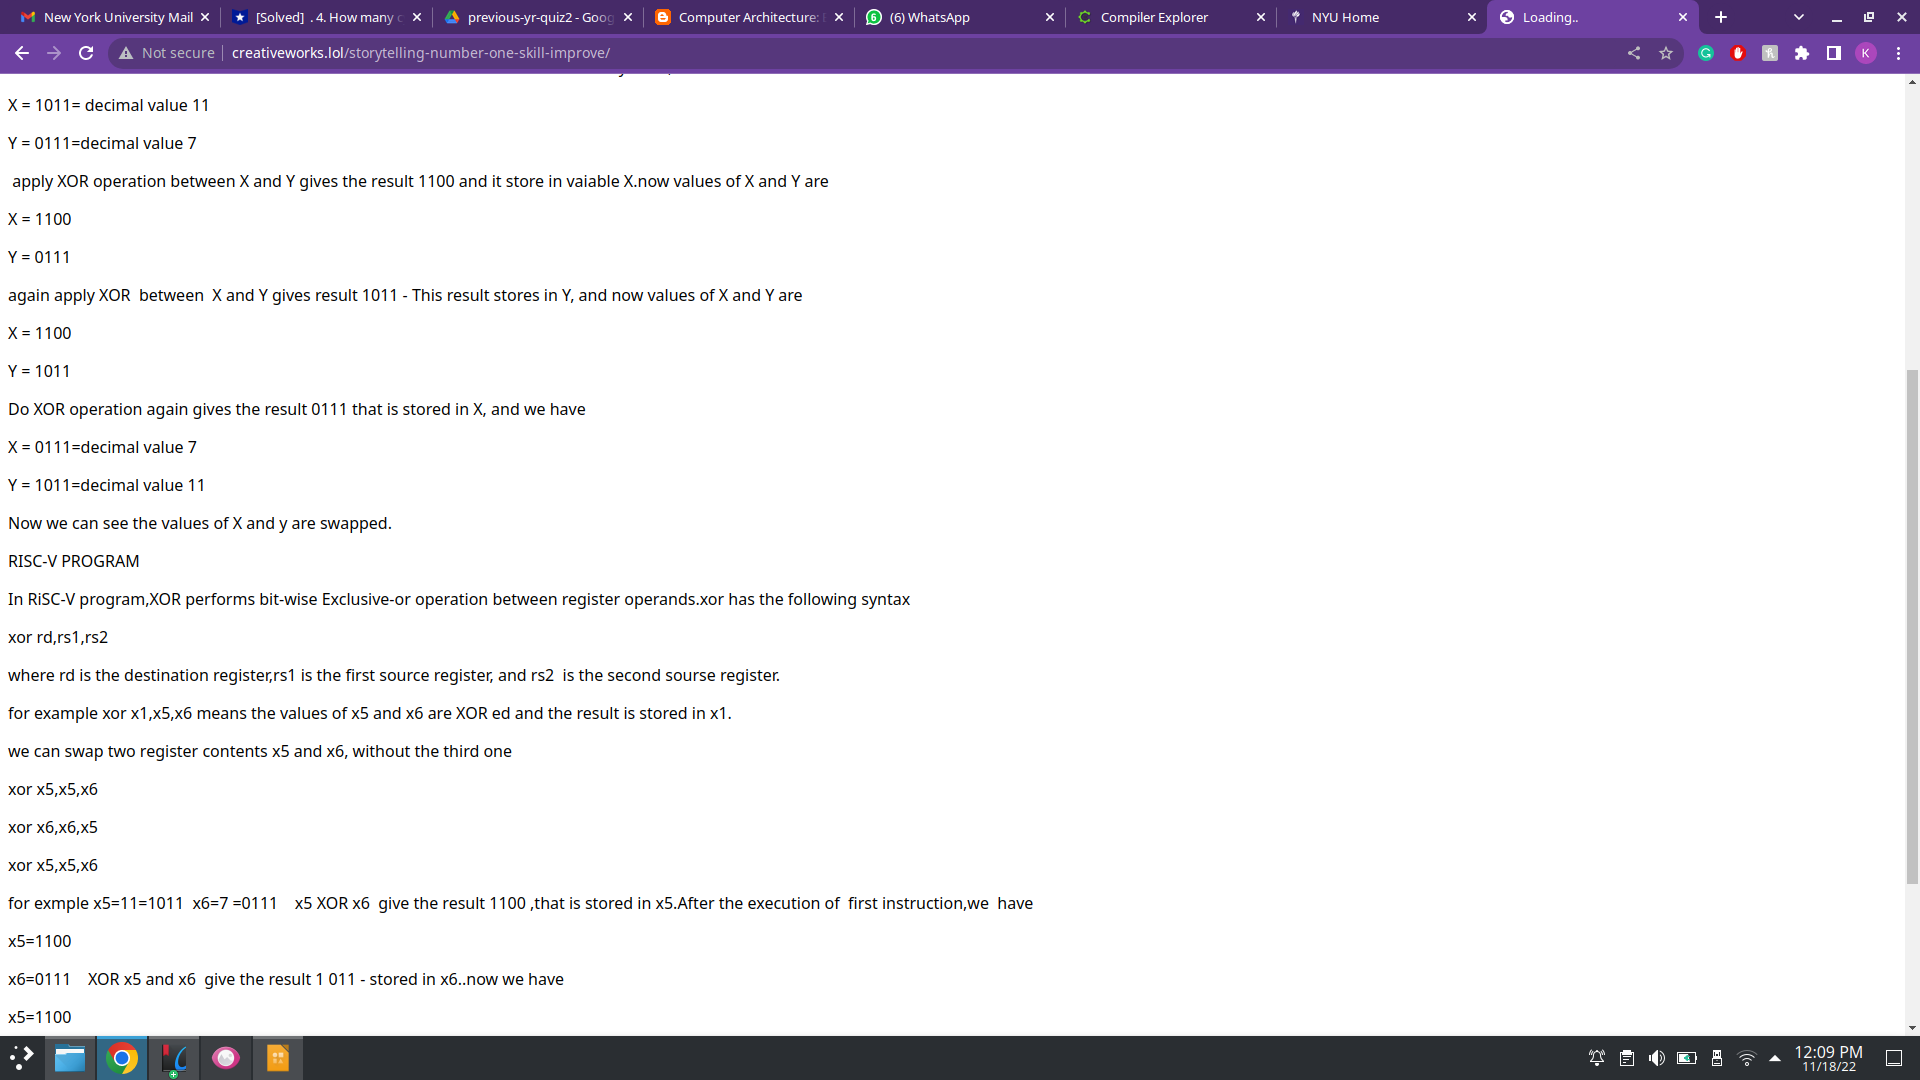 New York University Mail
[Solved] . 4. How many c
previous-yr-quiz2 - Goog
Computer Architecture: E
(6) WhatsApp
Compiler Explorer
NYU Home
Loading..
Not secure
creativeworks.lol/storytelling-number-one-skill-improve/
K
X = 1011= decimal value 11
Y = 0111=decimal value 7
apply XOR operation between X and Y gives the result 1100 and it store in vaiable X.now values of X and Y are
X = 1100
Y = 0111
again apply XOR  between  X and Y gives result 1011 - This result stores in Y, and now values of X and Y are
X = 1100
Y = 1011
Do XOR operation again gives the result 0111 that is stored in X, and we have
X = 0111=decimal value 7
Y = 1011=decimal value 11
Now we can see the values of X and y are swapped.
RISC-V PROGRAM
In RiSC-V program,XOR performs bit-wise Exclusive-or operation between register operands.xor has the following syntax
xor rd,rs1,rs2
where rd is the destination register,rs1 is the first source register, and rs2  is the second sourse register.
for example xor x1,x5,x6 means the values of x5 and x6 are XOR ed and the result is stored in x1.
we can swap two register contents x5 and x6, without the third one
xor x5,x5,x6
xor x6,x6,x5
xor x5,x5,x6
for exmple x5=11=1011  x6=7 =0111    x5 XOR x6  give the result 1100 ,that is stored in x5.After the execution of  first instruction,we  have
x5=1100
x6=0111    XOR x5 and x6  give the result 1 011 - stored in x6..now we have
x5=1100
12:09 PM
11/18/22